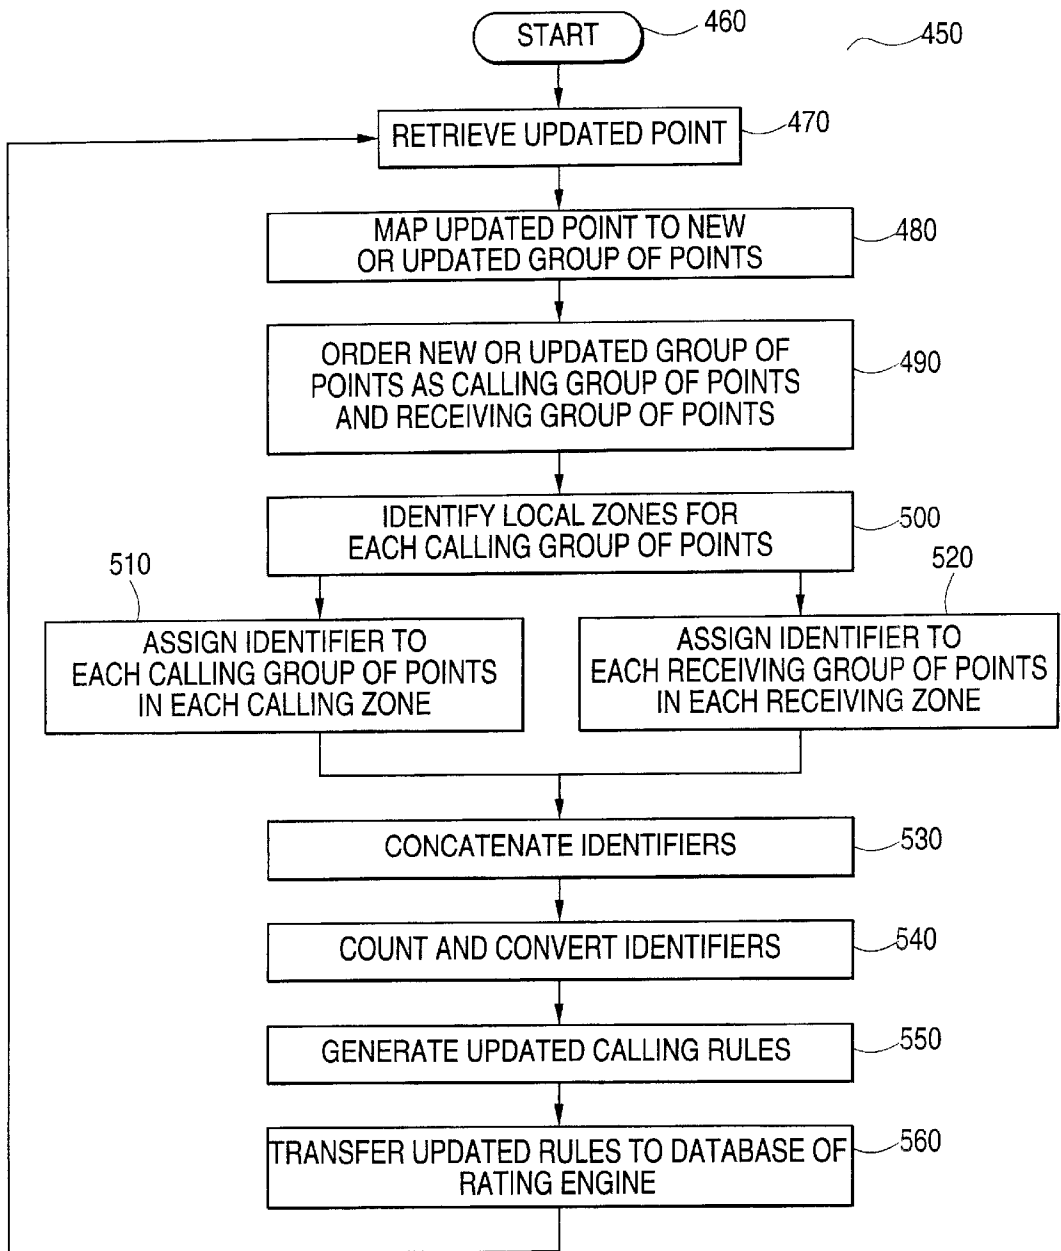 START
460
450
RETRIEVE UPDATED POINT
470
MAP UPDATED POINT TO NEW
OR UPDATED GROUP OF POINTS
480
ORDER NEW OR UPDATED GROUP OF
POINTS AS CALLING GROUP OF POINTS
AND RECEIVING GROUP OF POINTS
490
IDENTIFY LOCAL ZONES FOR
EACH CALLING GROUP OF POINTS
500
510
ASSIGN IDENTIFIER TO
EACH CALLING GROUP OF POINTS
IN EACH CALLING ZONE
520
ASSIGN IDENTIFIER TO
EACH RECEIVING GROUP OF POINTS
IN EACH RECEIVING ZONE
CONCATENATE IDENTIFIERS
530
COUNT AND CONVERT IDENTIFIERS
540
GENERATE UPDATED CALLING RULES
550
TRANSFER UPDATED RULES TO DATABASE OF
RATING ENGINE
560